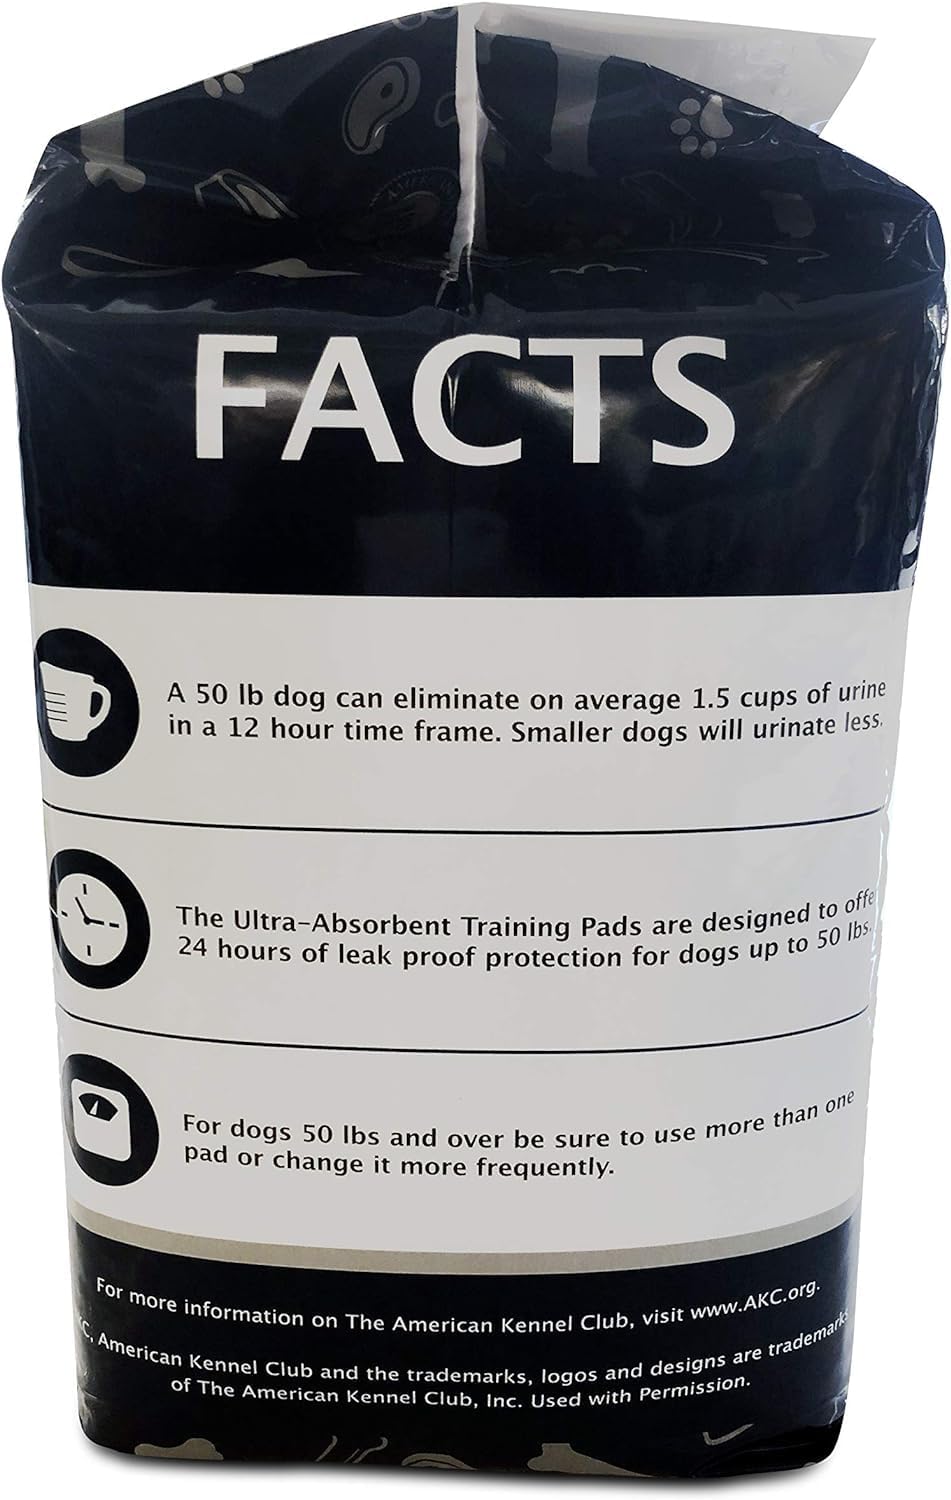 FACTS
A 50 lb dog can eliminate on average 1.5 cups of urine
in a 12 hour time frame. Smaller dogs will urinate less.
The Ultra-Absorbent Training Pads are designed to offe
24 hours of leak proof protection for dogs up to 50 lbs.
For dogs 50 lbs and over be sure to use more than one
pad or change it more frequently.
For more information on The American Kennel Club, visit www.AKC.org.
KC, American Kennel Club and the trademarks, logos and designs are trademarks
of The American Kennel Club, Inc. Used with Permission.